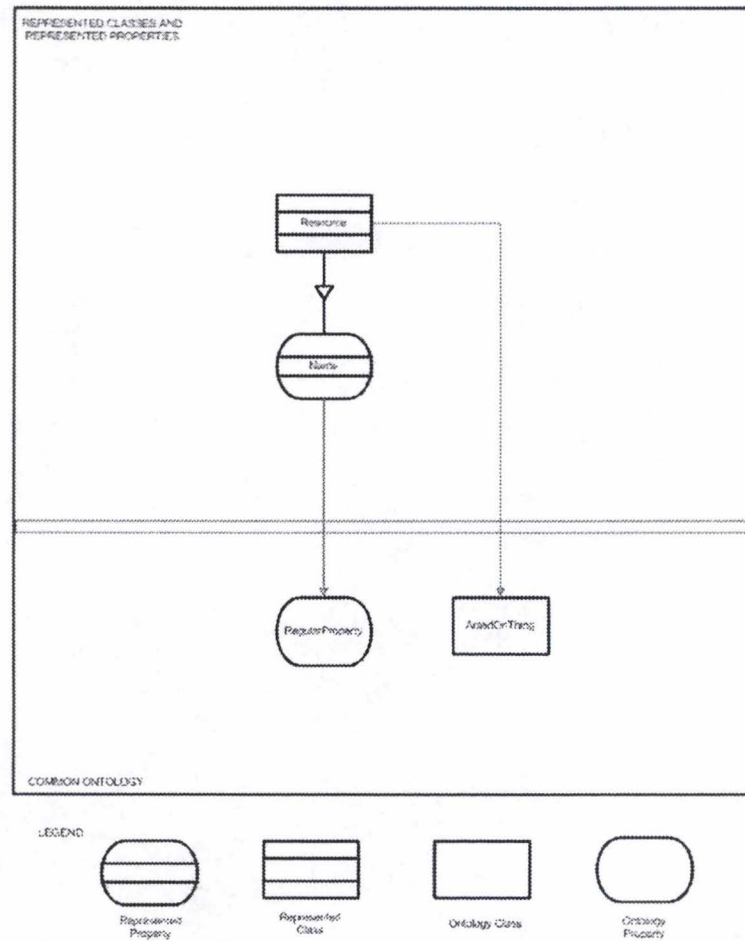 REPRESENTED CLASSES AND
REPRESENTED PROPERTIES
Resource
Name
RegularProperty
ActedOnThing
COMMON ONTOLOGY
LEGEND
Represented
Property
Represented
Class
Ontology Class
Ontology
Property